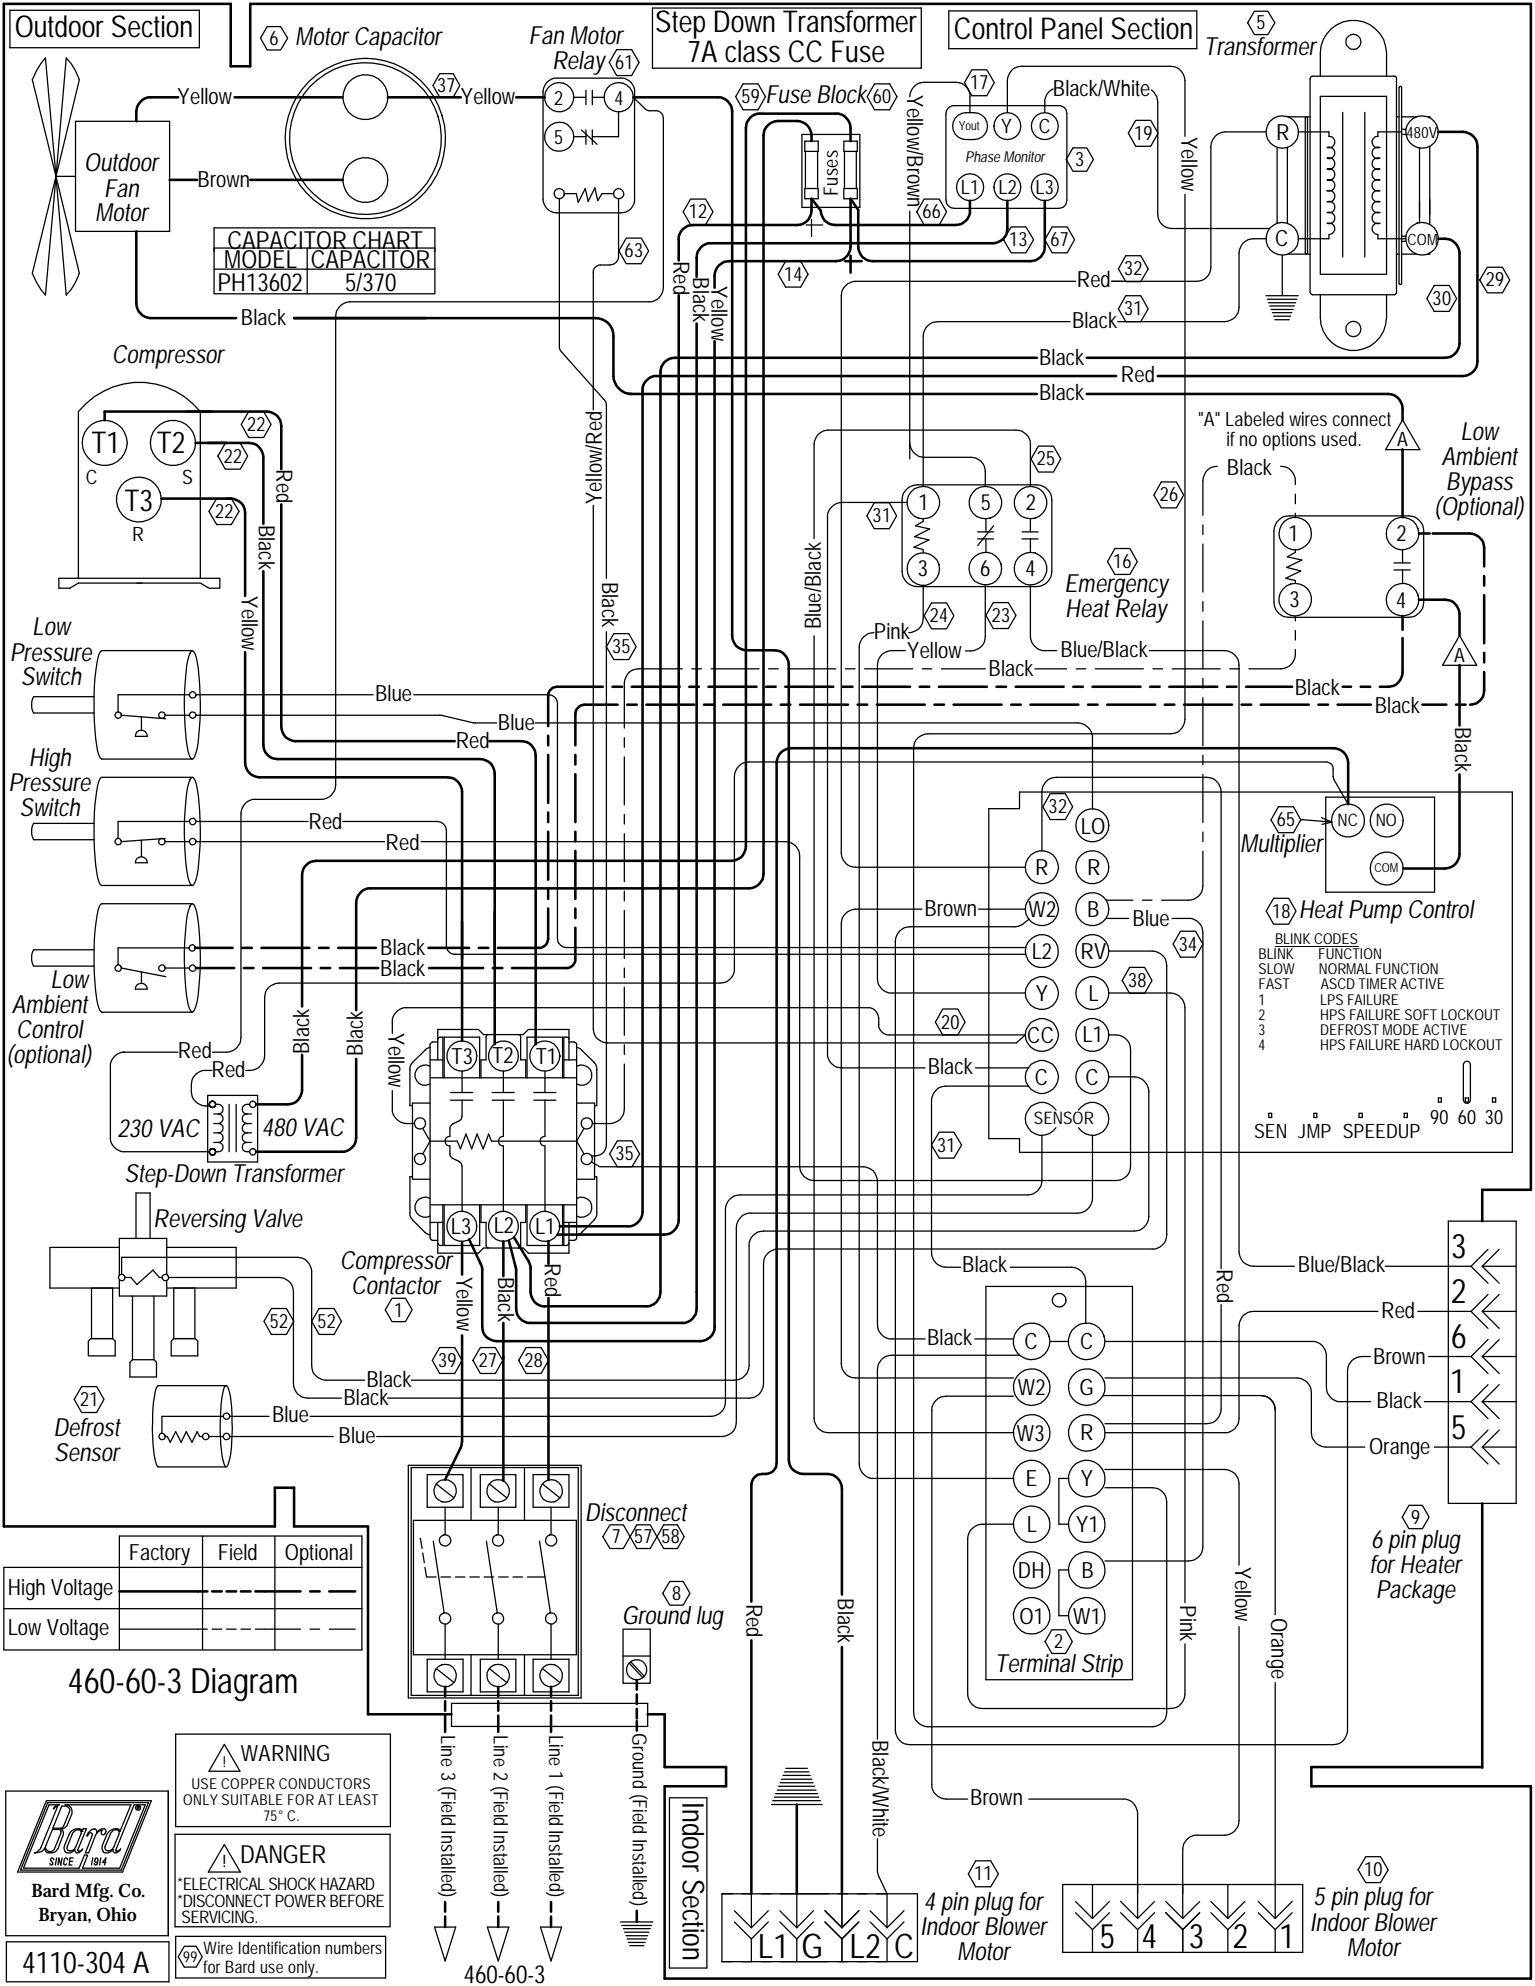 Outdoor Section
6 Motor Capacitor
Fan Motor
Relay 61
Step Down Transformer
7A class CC Fuse
Control Panel Section
5
Transformer
Yellow
37
Yellow
2
4
5
59 Fuse Block 60
Fuses
Yellow/Brown
17
Black/White
Yout
Y
C
Phase Monitor
3
L1
L2
L3
19
Yellow
R
480V
C
COM
Outdoor
Fan
Motor
Brown
CAPACITOR CHART
MODEL
CAPACITOR
PH13602
5/370
63
12
66
13
67
14
Red
Black
Yellow
Red
32
31
Black
30
29
Black
Black
Red
Black
Compressor
T1
C
T2
S
T3
R
22
22
22
Red
Black
Yellow
Yellow/Red
Black
35
"A" Labeled wires connect
if no options used.
A
Low
Ambient
Bypass
(Optional)
Black
1
2
3
4
A
Black
25
26
31
1
5
2
3
6
4
16
Emergency
Heat Relay
Blue/Black
24
23
Pink
Yellow
Blue/Black
Black
Black
Black
Low
Pressure
Switch
Blue
Blue
Red
High
Pressure
Switch
Red
Red
Low
Ambient
Control
(optional)
Black
Black
Red
Red
Black
Black
230 VAC
480 VAC
Step-Down Transformer
Yellow
T3
T2
T1
35
L3
L2
L1
Compressor
Contactor
1
Yellow
Black
Red
39
27
28
32
LO
R
R
W2
B
L2
RV
Y
L
CC
L1
C
C
SENSOR
Brown
Blue
34
38
20
Black
31
65
Multiplier
NC
NO
COM
18 Heat Pump Control
BLINK CODES
BLINK FUNCTION
SLOW NORMAL FUNCTION
FAST ASCD TIMER ACTIVE
1 LPS FAILURE
2 HPS FAILURE SOFT LOCKOUT
3 DEFROST MODE ACTIVE
4 HPS FAILURE HARD LOCKOUT
90 60 30
SEN JMP SPEEDUP
Reversing Valve
52
52
Black
Black
21
Defrost
Sensor
Blue
Blue
Black
Red
Black
C
C
W2
G
W3
R
E
Y
L
Y1
DH
B
O1
W1
2
Terminal Strip
Blue/Black
Red
Brown
Black
Orange
3
2
6
1
5
9
6 pin plug
for Heater
Package
Disconnect
7 57 58
8
Ground lug
Factory
Field
Optional
High Voltage
Low Voltage
460-60-3 Diagram
Red
Black
Pink
Yellow
Orange
Black/White
Brown
Line 3 (Field Installed)
Line 2 (Field Installed)
Line 1 (Field Installed)
Ground (Field Installed)
460-60-3
Indoor Section
L1
G
L2
C
11
4 pin plug for
Indoor Blower
Motor
5
4
3
2
1
10
5 pin plug for
Indoor Blower
Motor
! WARNING
USE COPPER CONDUCTORS
ONLY SUITABLE FOR AT LEAST
75° C.
! DANGER
*ELECTRICAL SHOCK HAZARD
*DISCONNECT POWER BEFORE
SERVICING.
99 Wire Identification numbers
for Bard use only.
Bard®
SINCE 1914
Bard Mfg. Co.
Bryan, Ohio
4110-304 A